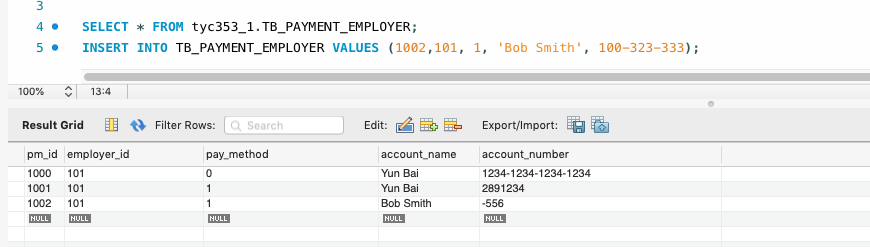 3
4 SELECT * FROM tyc353_1.TB_PAYMENT_EMPLOYER;
5 INSERT INTO TB_PAYMENT_EMPLOYER VALUES (1002,101, 1, 'Bob Smith', 100-323-333);
100% 13:4
Result Grid Filter Rows: Search Edit: Export/Import:
pm_id employer_id pay_method account_name account_number
1000 101 0 Yun Bai 1234-1234-1234-1234
1001 101 1 Yun Bai 2891234
1002 101 1 Bob Smith -556
NULL NULL NULL NULL NULL